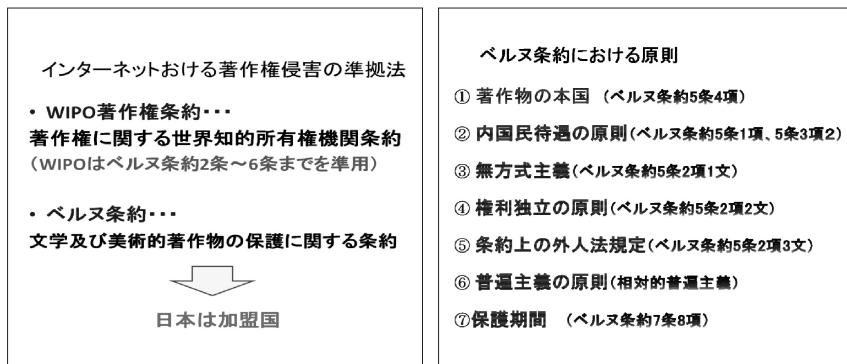 インターネットおける著作権侵害の準拠法
• WIPO著作権条約・・・
著作権に関する世界知的所有権機関条約
（WIPOはベルヌ条約2条～6条までを準用）
• ベルヌ条約・・・
文学及び美術的著作物の保護に関する条約
日本は加盟国
ベルヌ条約における原則
① 著作物の本国 （ベルヌ条約5条4項）
② 内国民待遇の原則（ベルヌ条約5条1項、5条3項2）
③ 無方式主義（ベルヌ条約5条2項1文）
④ 権利独立の原則（ベルヌ条約5条2項2文）
⑤ 条約上の外人法規定（ベルヌ条約5条2項3文）
⑥ 普遍主義の原則（相対的普遍主義）
⑦保護期間 （ベルヌ条約7条8項）